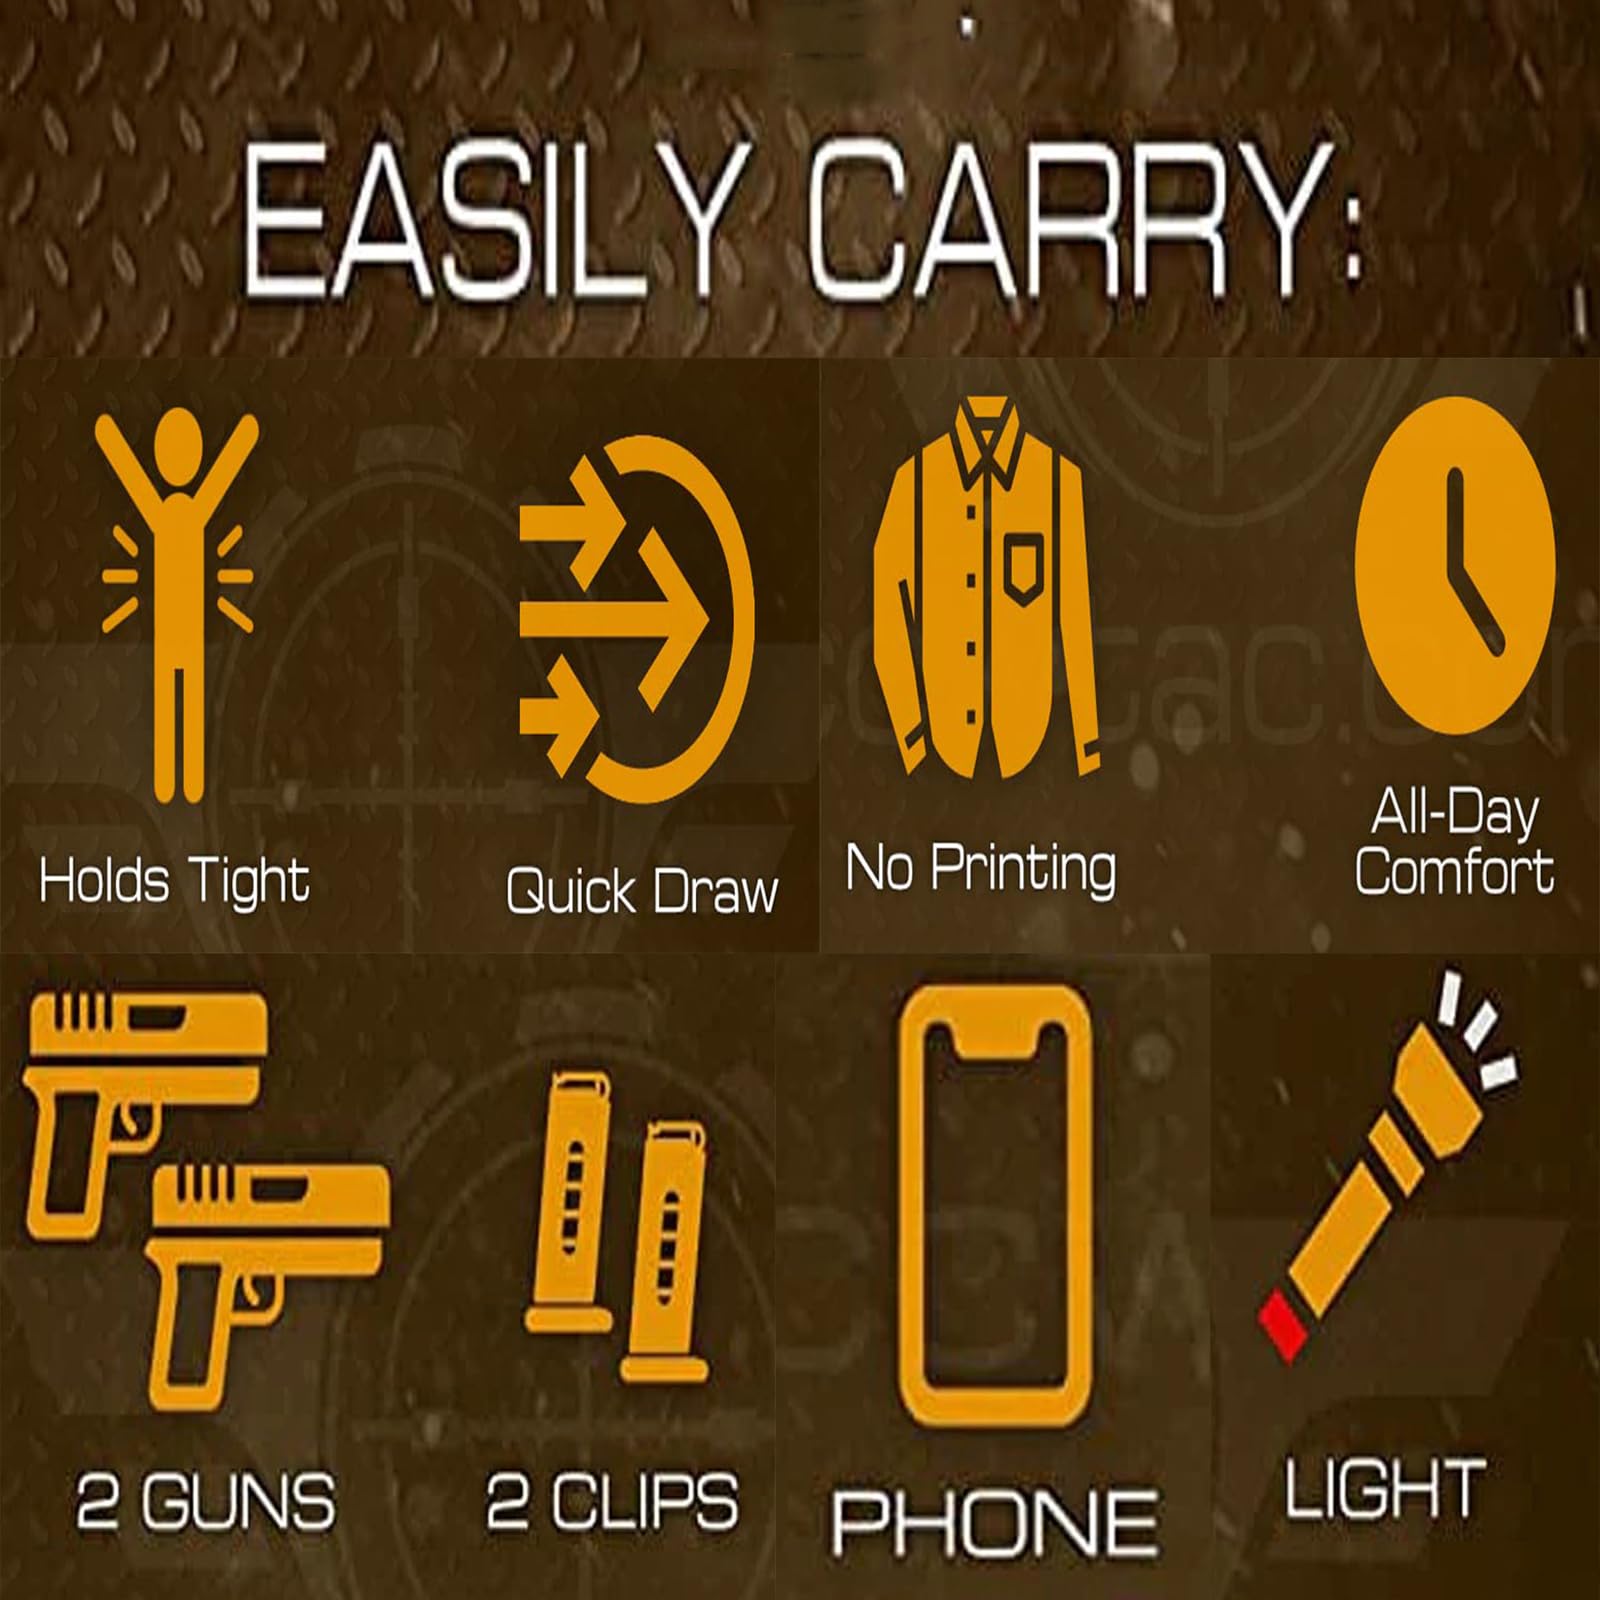 EASILY CARRY:
Holds Tight
Quick Draw
No Printing
All-Day
Comfort
2 GUNS
2 CLIPS
PHONE
LIGHT